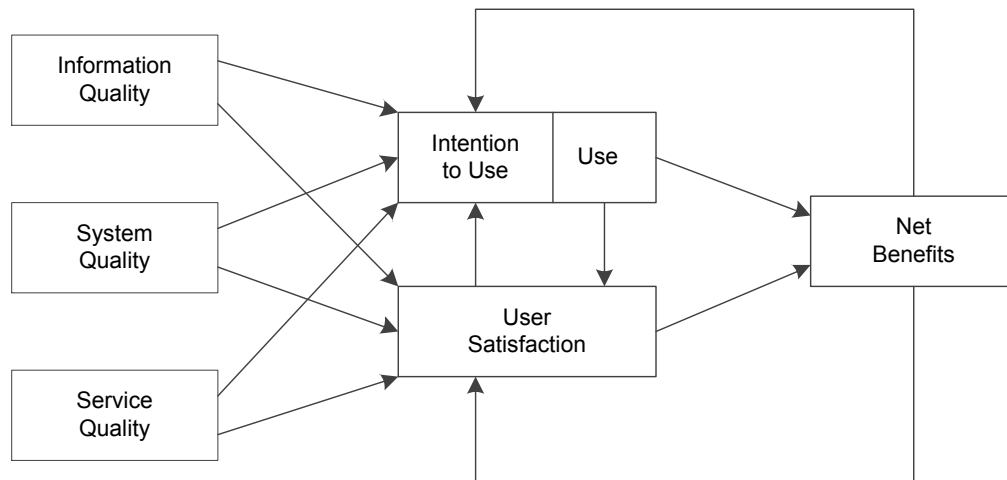 Information
Quality
Intention
to Use
Use
System
Quality
Net
Benefits
User
Satisfaction
Service
Quality